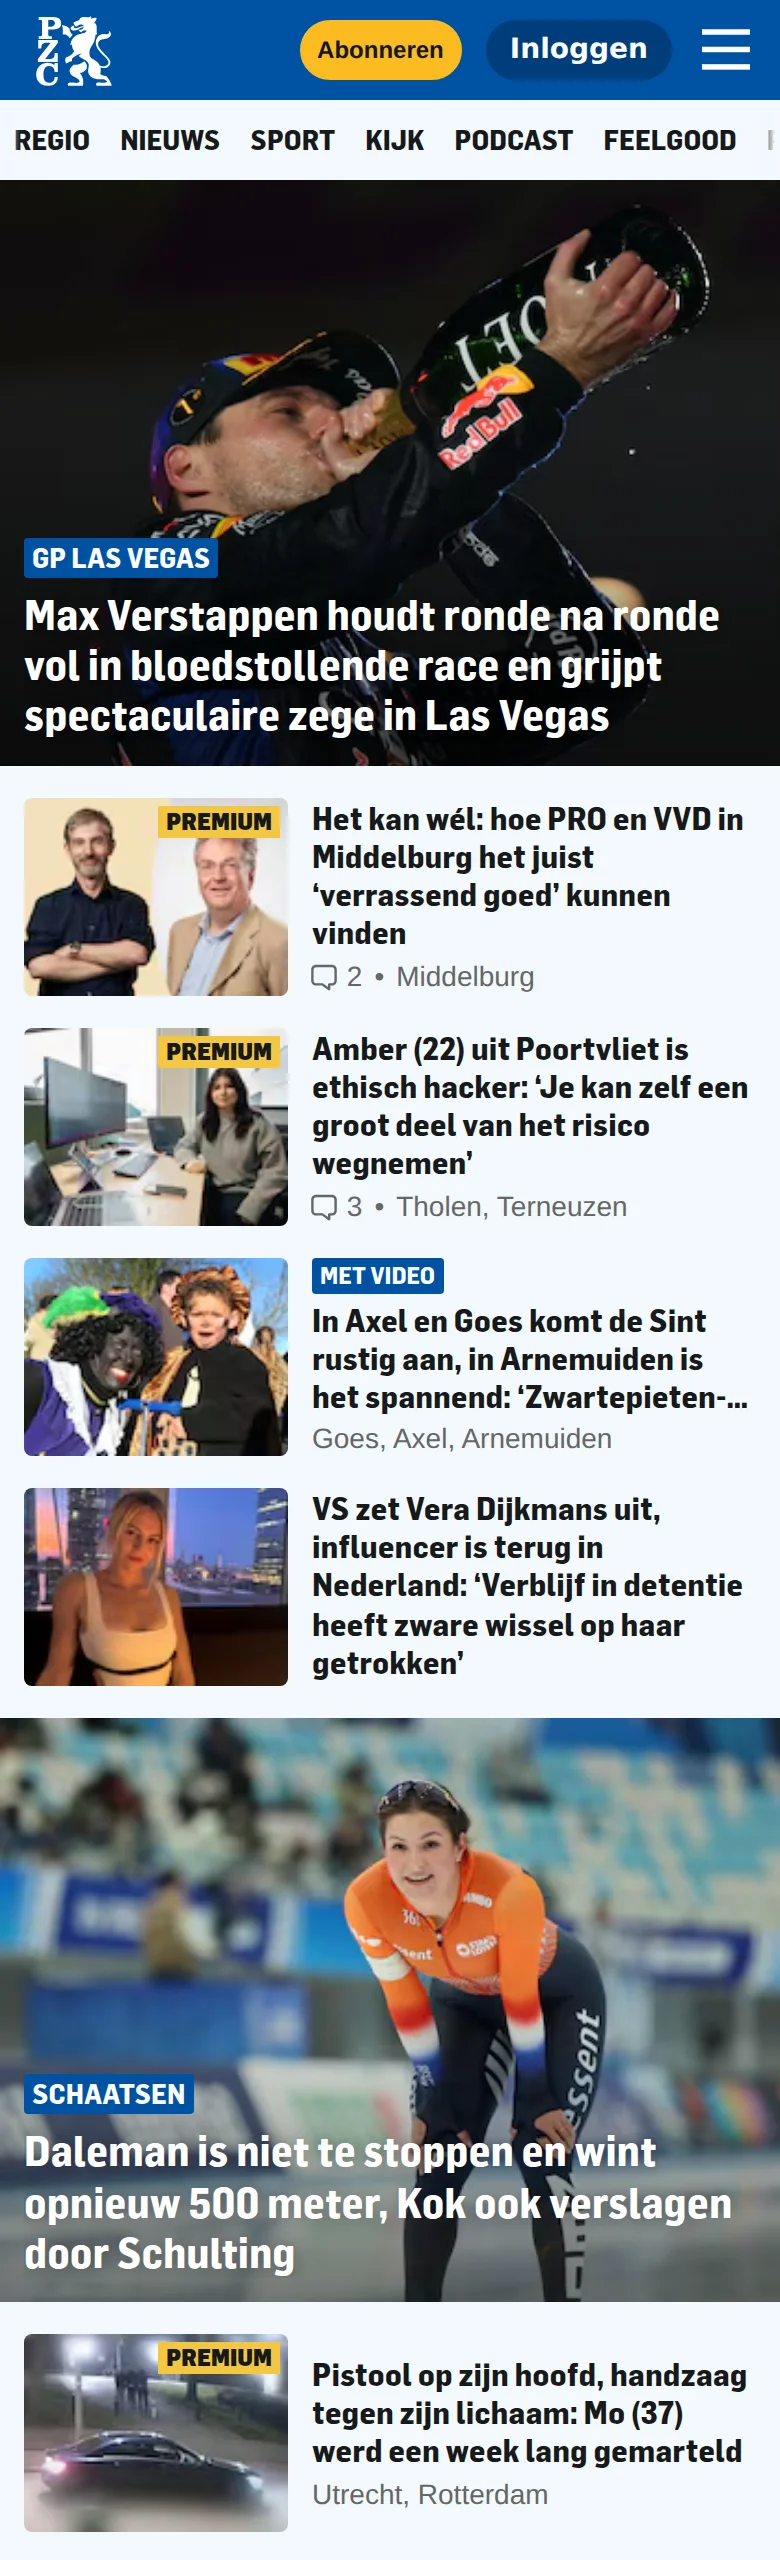 PZC
Abonneren
Inloggen
REGIO NIEUWS SPORT KIJK PODCAST FEELGOOD
MOET
Red Bull
GP LAS VEGAS
Max Verstappen houdt ronde na ronde
vol in bloedstollende race en grijpt
spectaculaire zege in Las Vegas
PREMIUM
Het kan wél: hoe PRO en VVD in
Middelburg het juist
‘verrassend goed’ kunnen
vinden
2 • Middelburg
PREMIUM
Amber (22) uit Poortvliet is
ethisch hacker: ‘Je kan zelf een
groot deel van het risico
wegnemen’
3 • Tholen, Terneuzen
MET VIDEO
In Axel en Goes komt de Sint
rustig aan, in Arnemuiden is
het spannend: ‘Zwartepieten-...
Goes, Axel, Arnemuiden
VS zet Vera Dijkmans uit,
influencer is terug in
Nederland: ‘Verblijf in detentie
heeft zware wissel op haar
getrokken’
essent
SCHAATSEN
Daleman is niet te stoppen en wint
opnieuw 500 meter, Kok ook verslagen
door Schulting
PREMIUM
Pistool op zijn hoofd, handzaag
tegen zijn lichaam: Mo (37)
werd een week lang gemarteld
Utrecht, Rotterdam